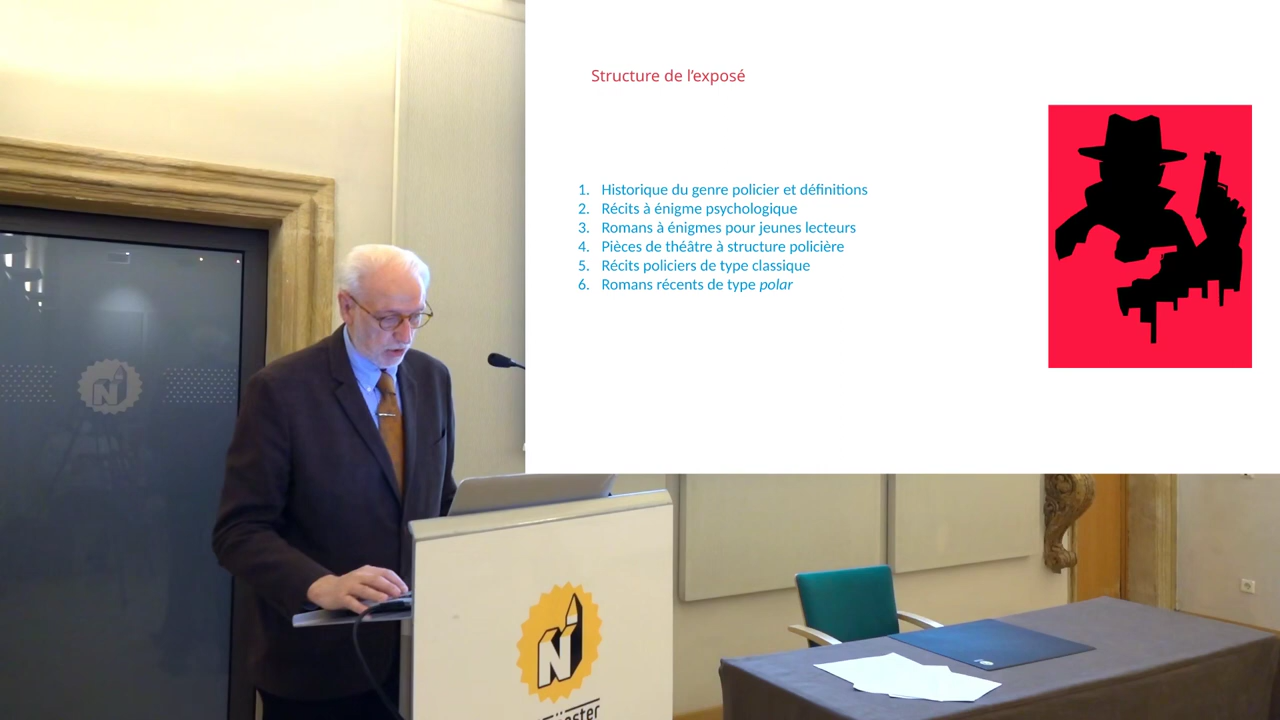 Structure de l'exposé
1. Historique du genre policier et définitions
2. Récits à énigme psychologique
3. Romans à énigmes pour jeunes lecteurs
4. Pièces de théâtre à structure policière
5. Récits policiers de type classique
6. Romans récents de type polar
N
N